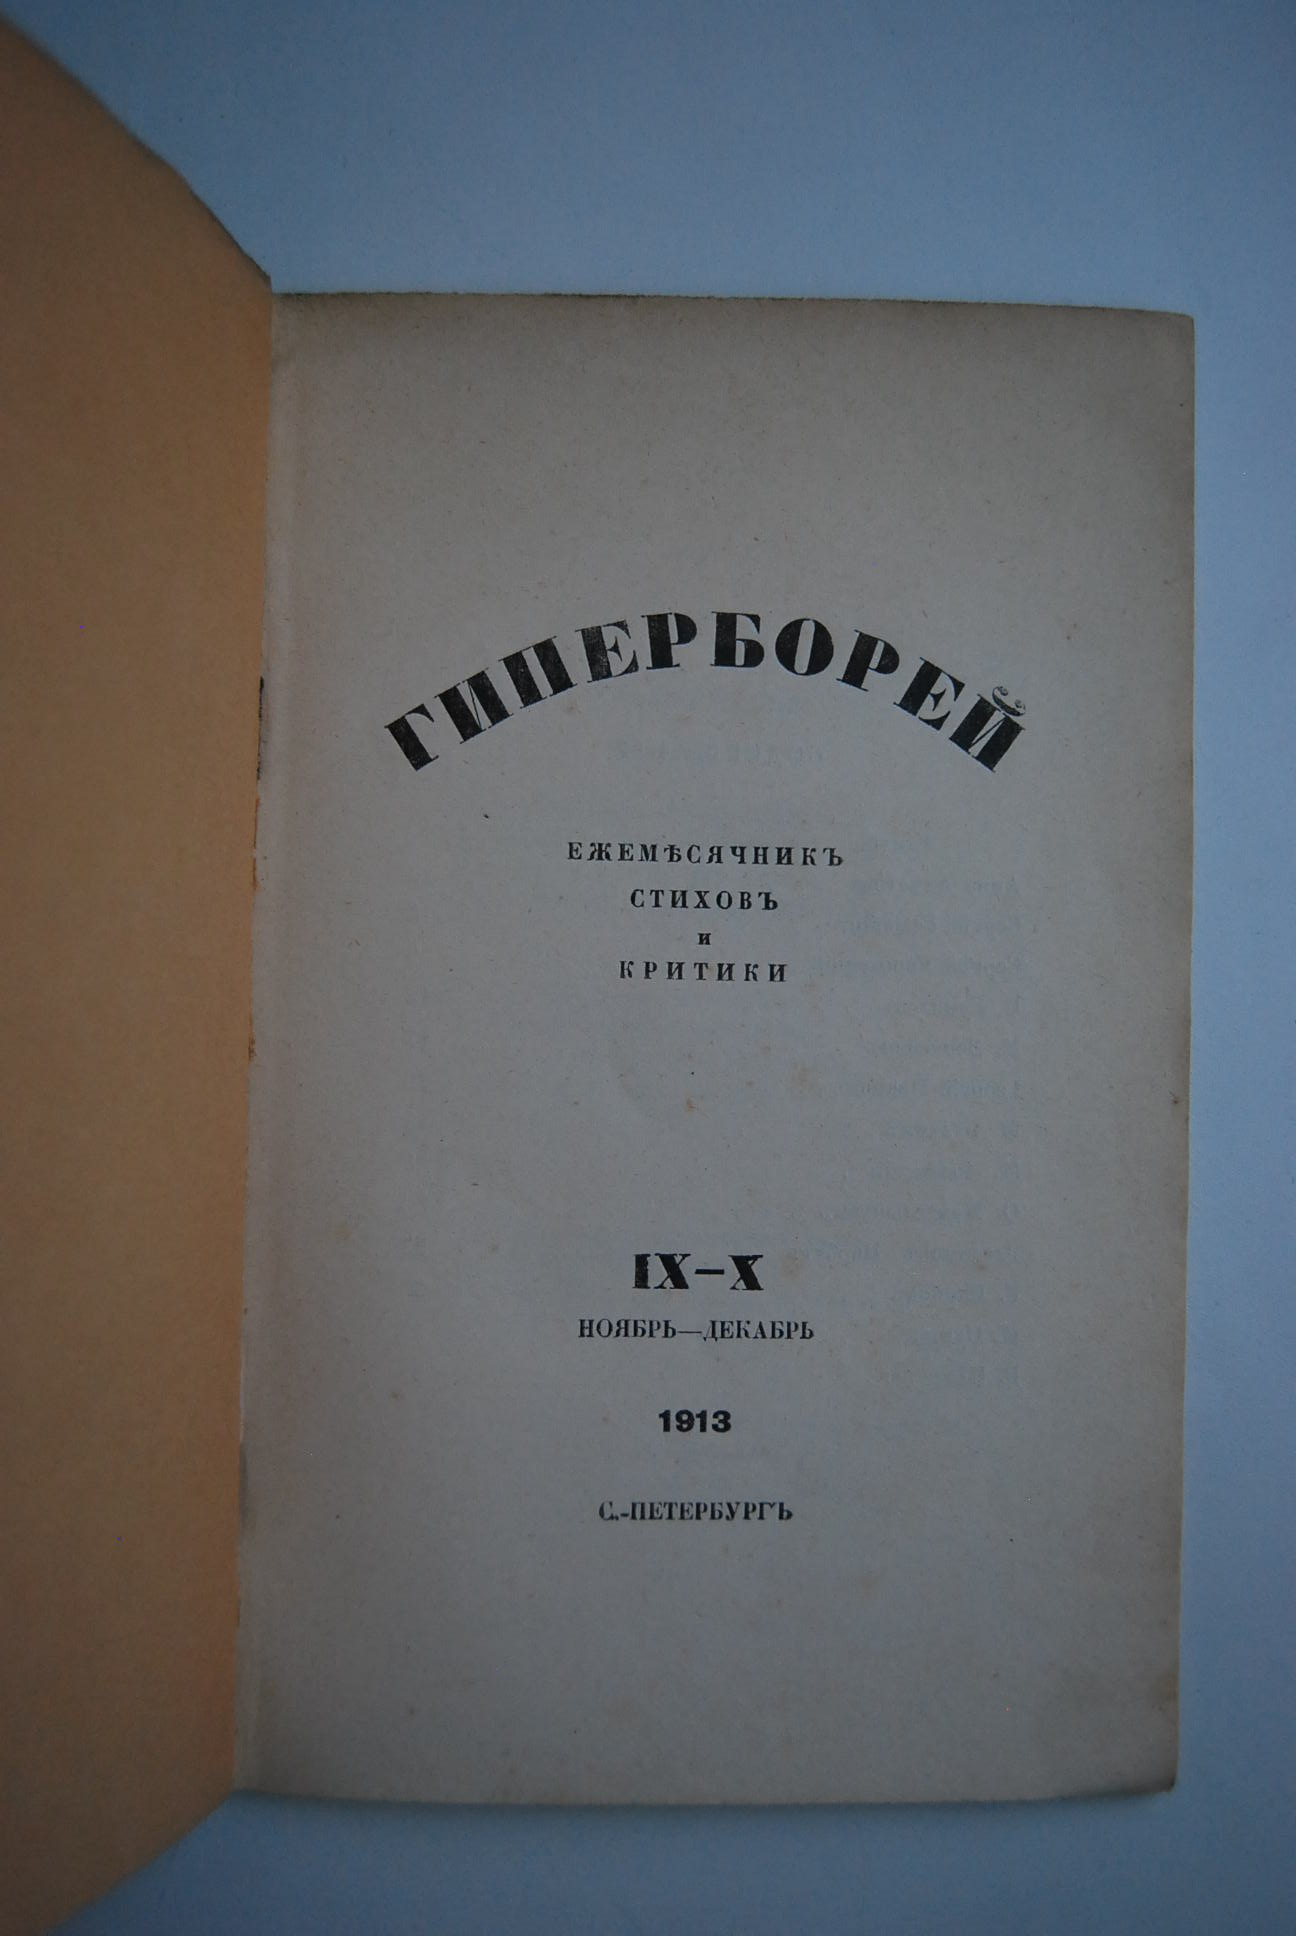 ГИПЕРБОРЕЙ
ЕЖЕМѢСЯЧНИКЪ
СТИХОВЪ
И
КРИТИКИ
IX—X
НОЯБРЬ—ДЕКАБРЬ
1913
С.-ПЕТЕРБУРГЪ